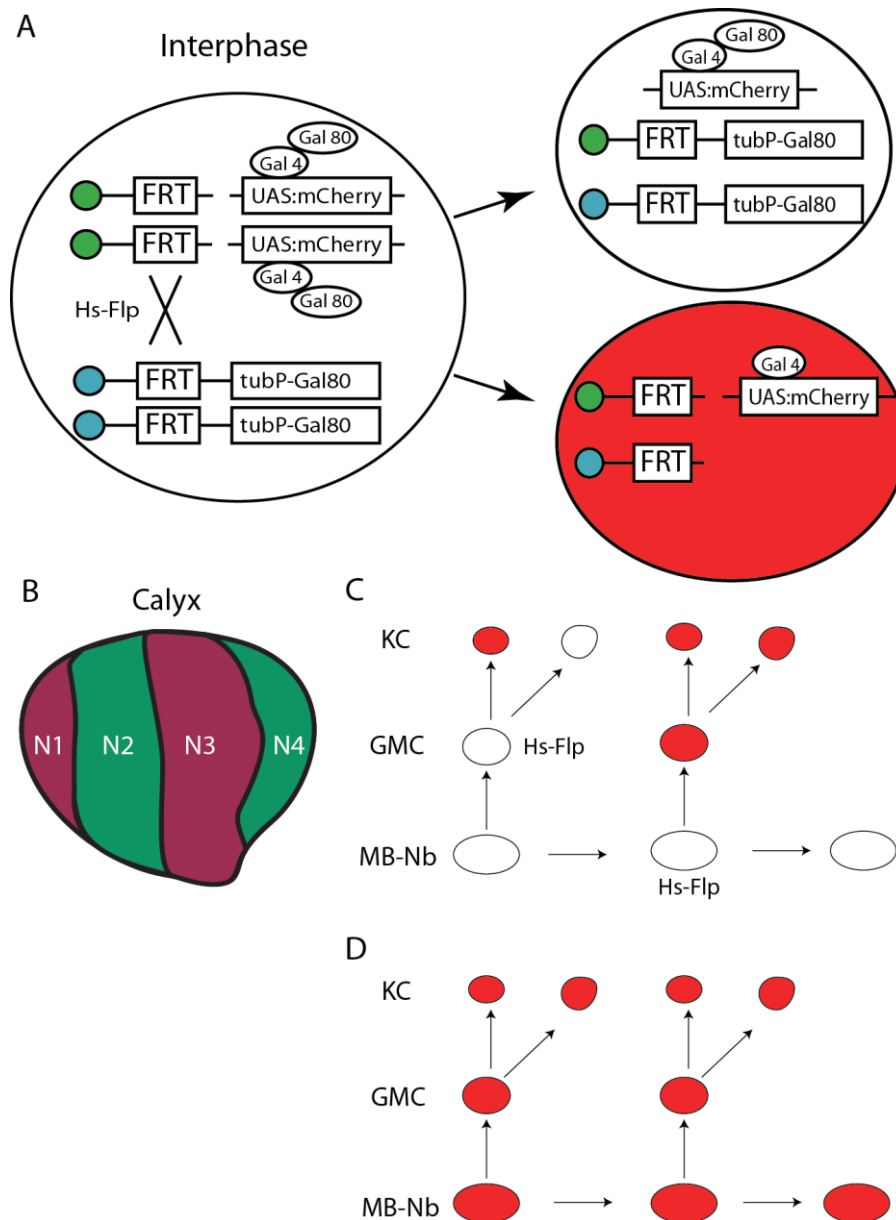 A
Interphase
Gal 80
Gal 4
FRT
UAS:mCherry
FRT
UAS:mCherry
Gal 4
Gal 80
Hs-Flp
FRT
tubP-Gal80
FRT
tubP-Gal80
Gal 80
Gal 4
UAS:mCherry
FRT
tubP-Gal80
FRT
tubP-Gal80
Gal 4
FRT
UAS:mCherry
FRT
B
Calyx
N1 N2 N3 N4
C
KC
GMC
Hs-Flp
MB-Nb
Hs-Flp
D
KC
GMC
MB-Nb